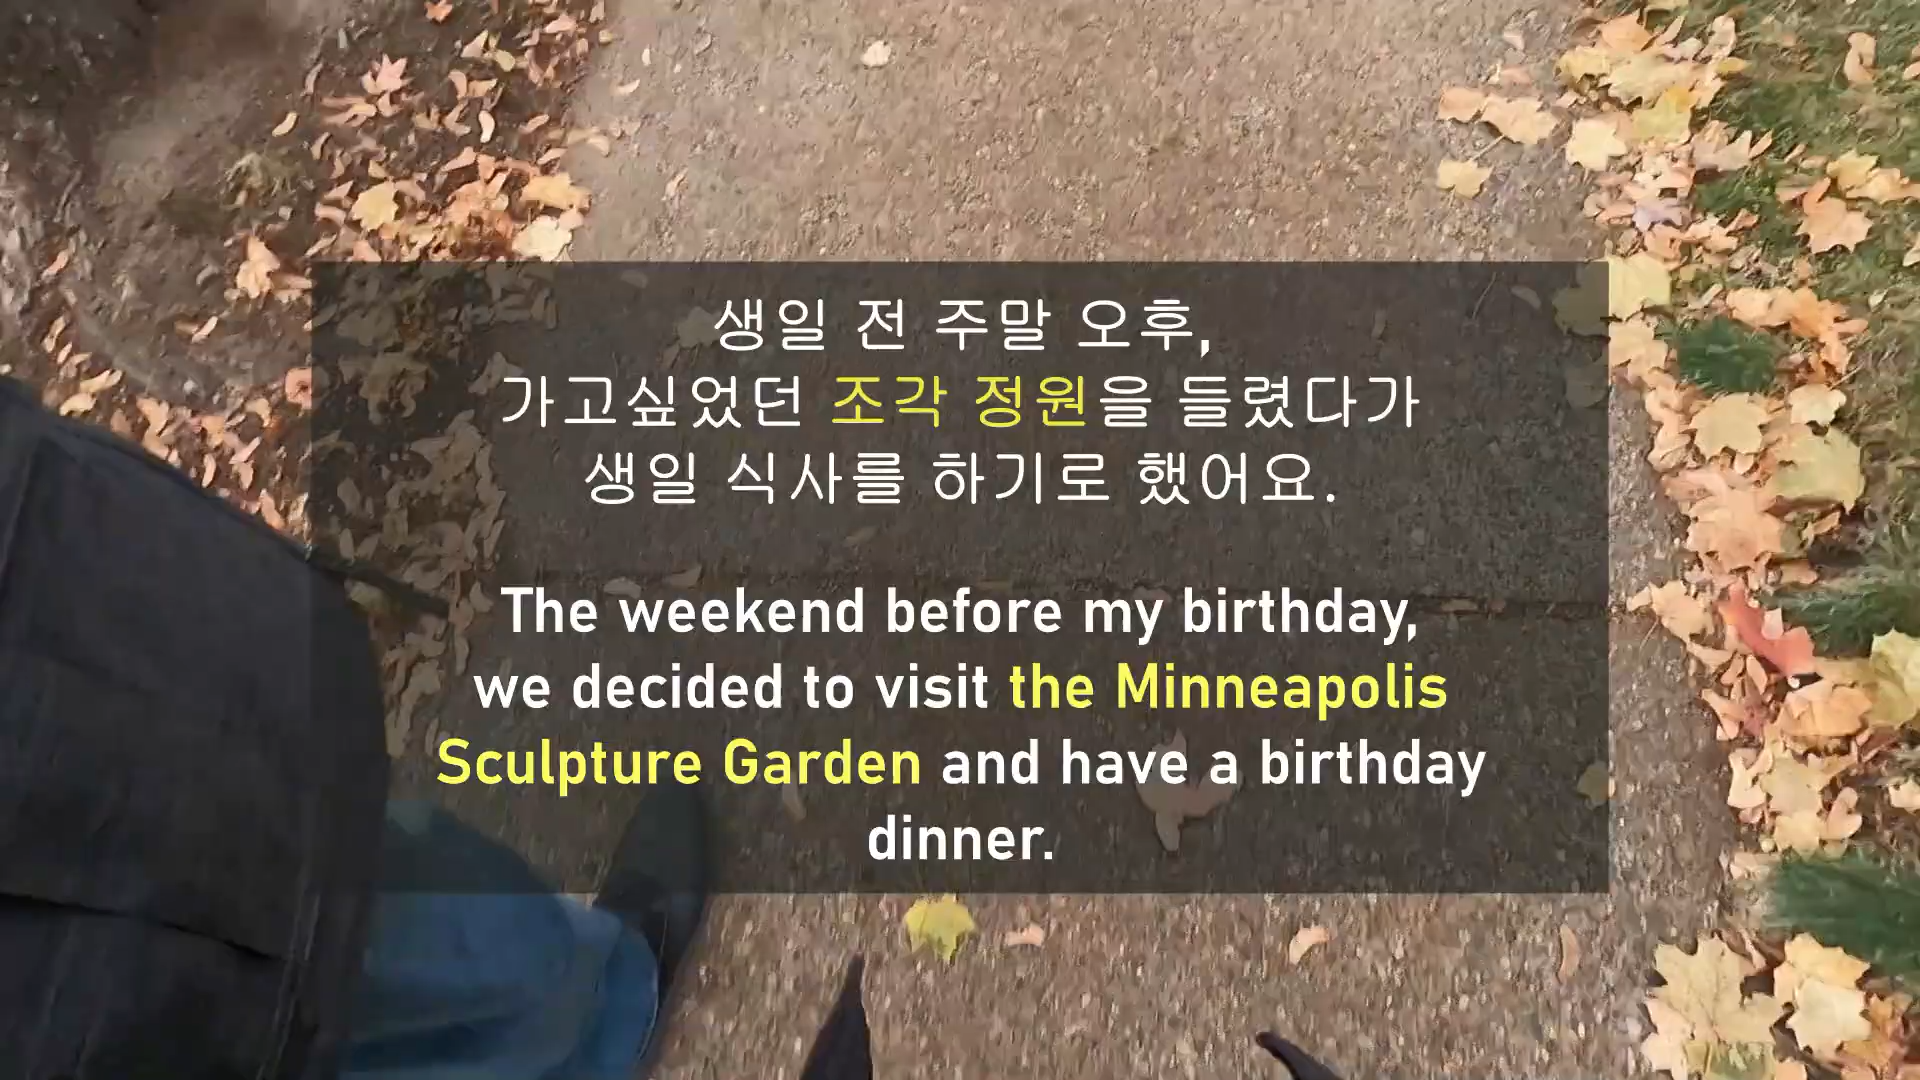 생일 전 주말 오후,
가고싶었던 조각 정원을 들렸다가
생일 식사를 하기로 했어요.
The weekend before my birthday,
we decided to visit the Minneapolis
Sculpture Garden and have a birthday
dinner.